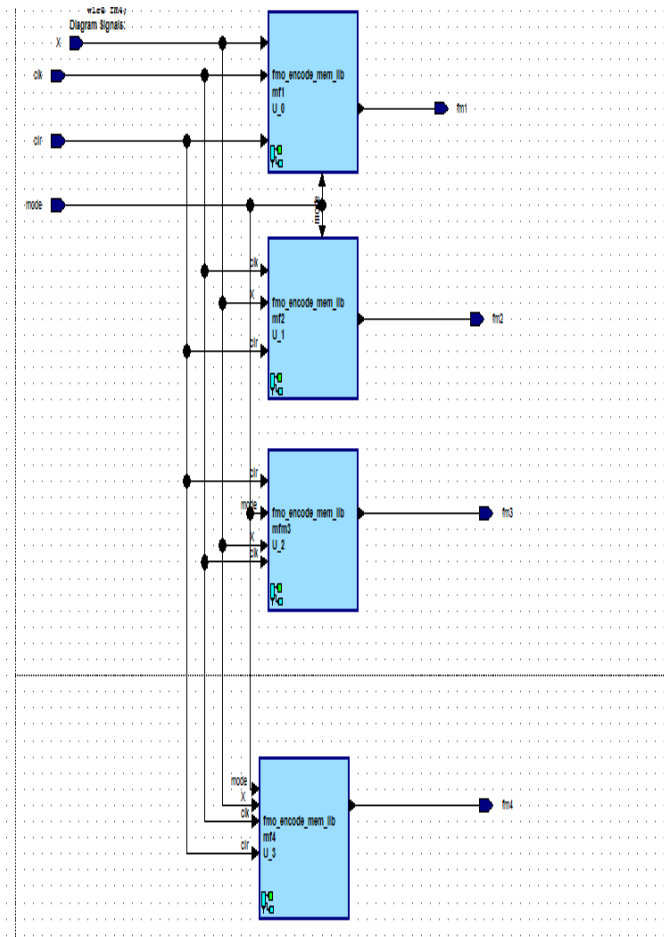 wire fm4;
Diagram Signals:
X
clk
clr
mode
fmo_encode_mem_lib
mf1
U_0
fm1
mode
clk
X
clr
fmo_encode_mem_lib
mf2
U_1
fm2
clr
mode
X
clk
fmo_encode_mem_lib
mfm3
U_2
fm3
mode
X
clk
clr
fmo_encode_mem_lib
mf4
U_3
fm4